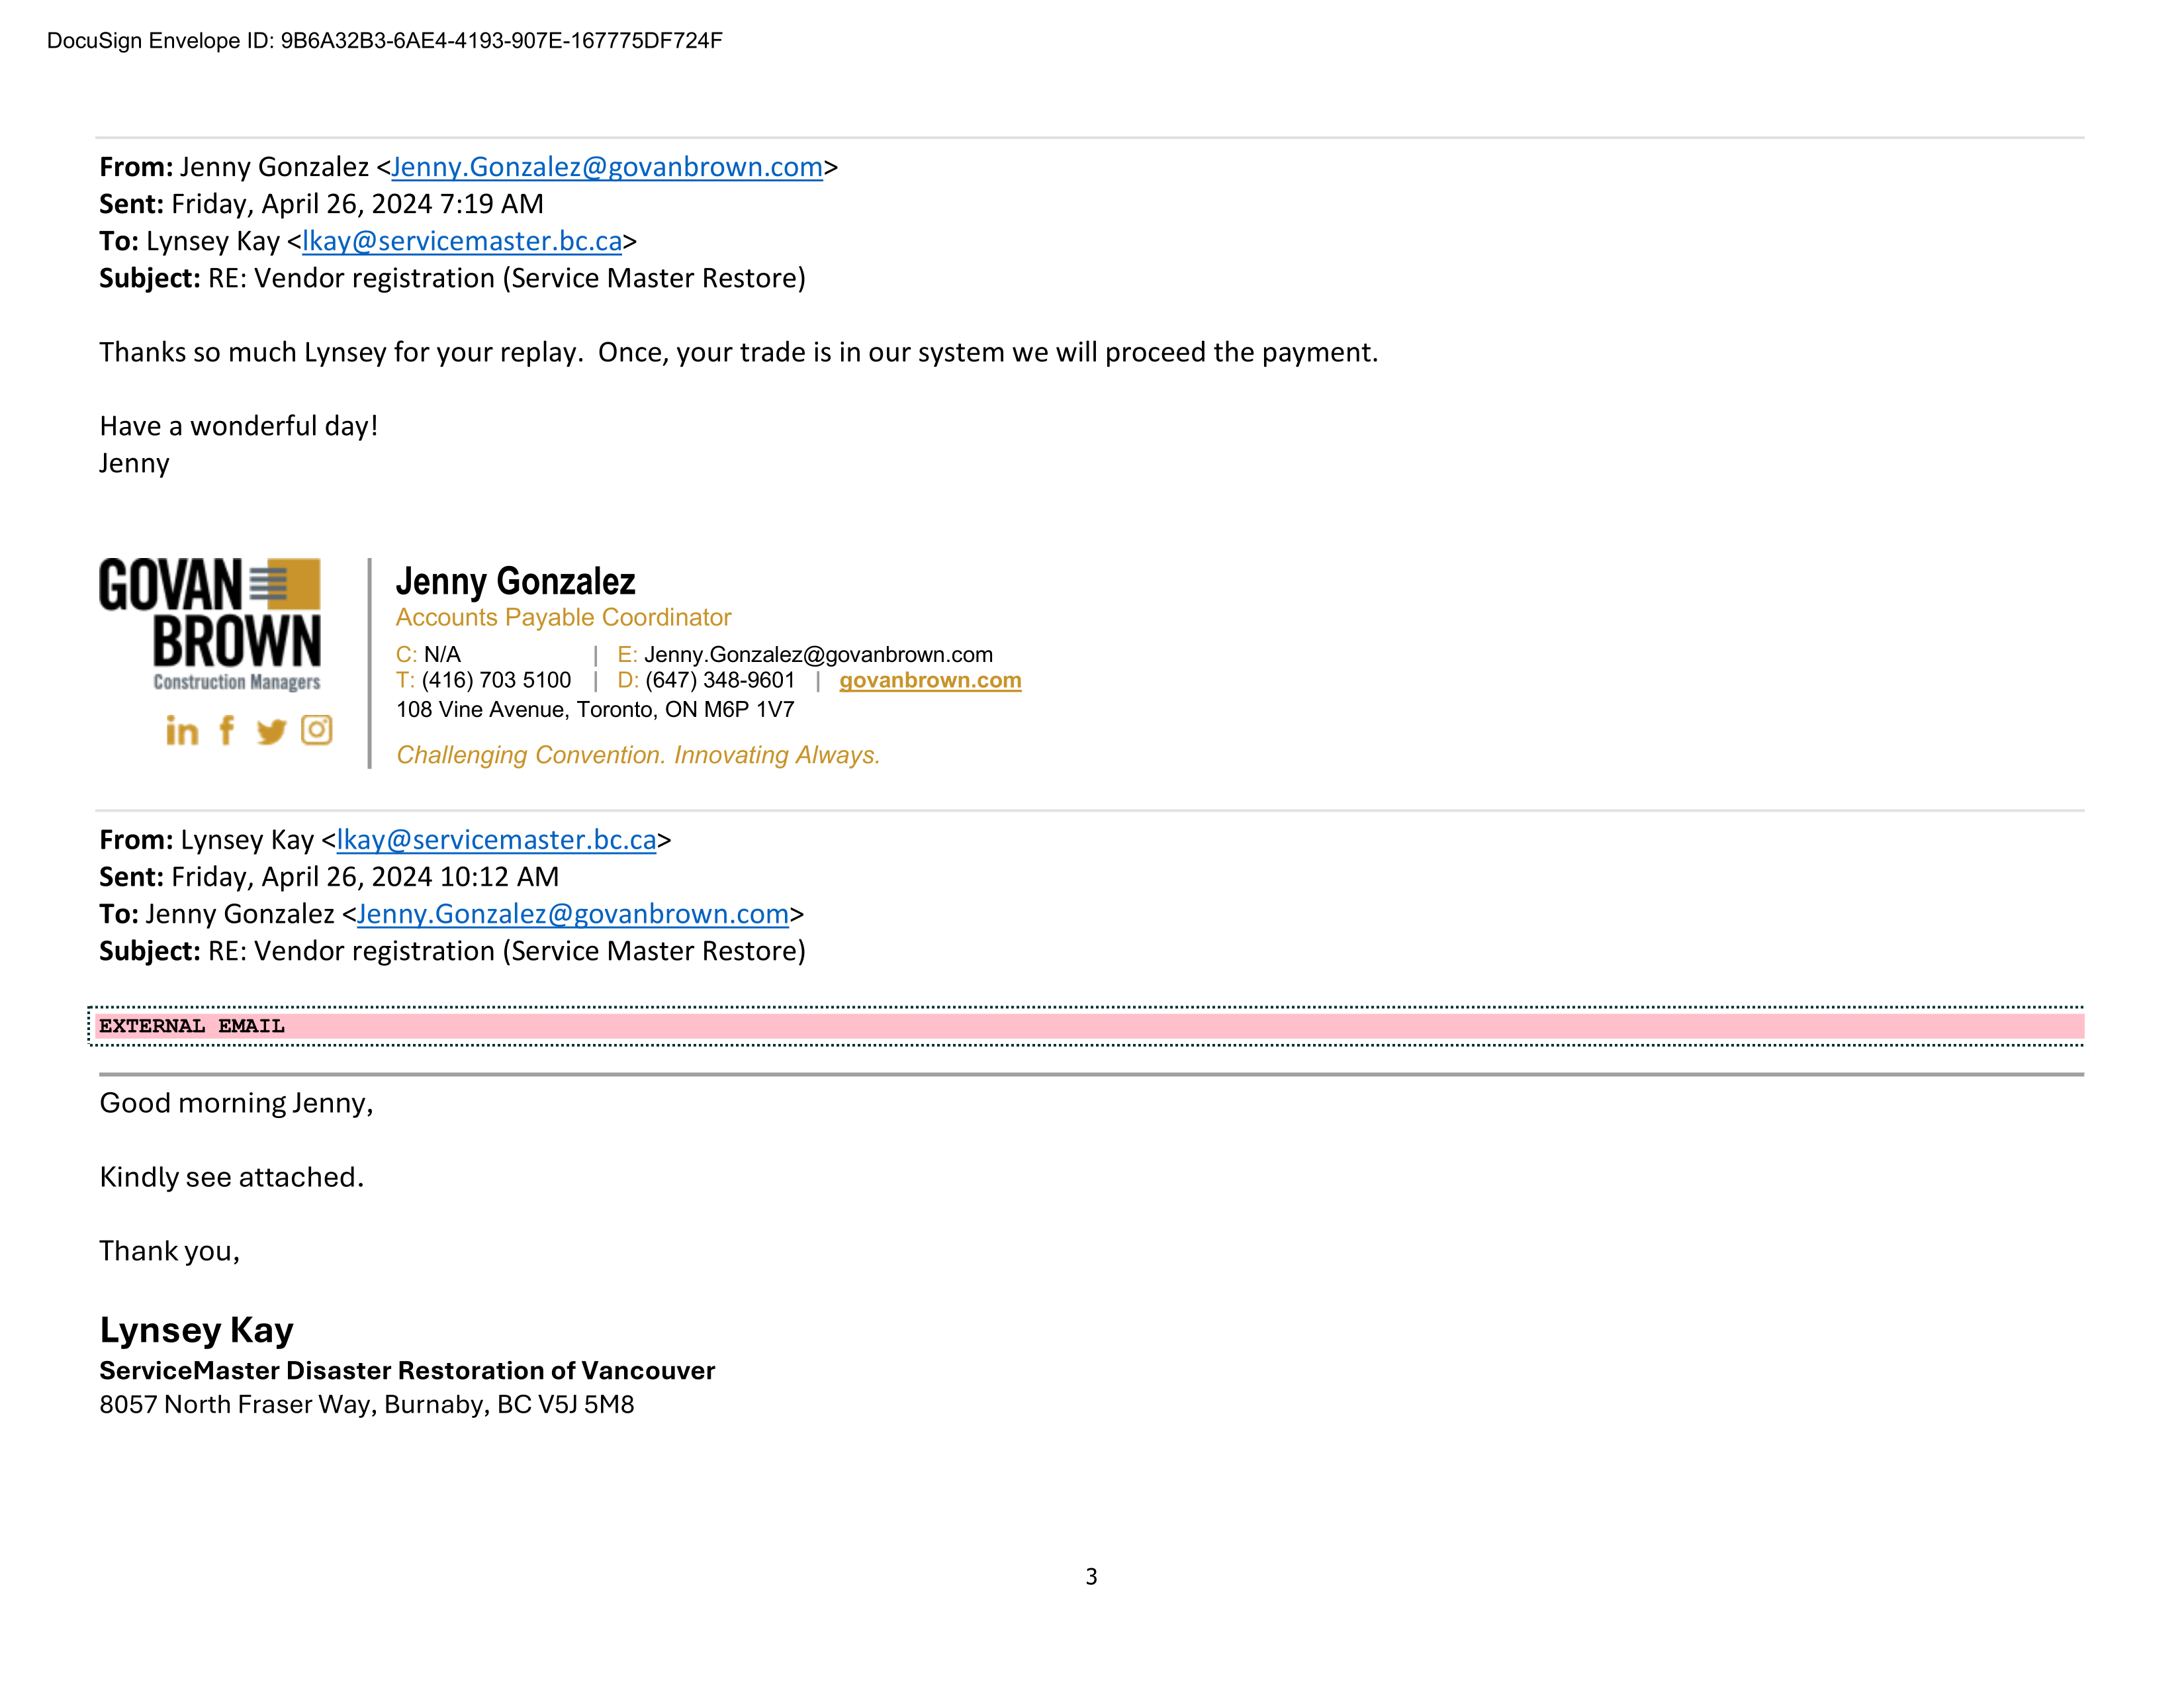 DocuSign Envelope ID: 9B6A32B3-6AE4-4193-907E-167775DF724F
From: Jenny Gonzalez <Jenny.Gonzalez@govanbrown.com>
Sent: Friday, April 26, 2024 7:19 AM
To: Lynsey Kay <lkay@servicemaster.bc.ca>
Subject: RE: Vendor registration (Service Master Restore)
Thanks so much Lynsey for your replay.  Once, your trade is in our system we will proceed the payment.
Have a wonderful day!
Jenny
GOVAN
BROWN
Construction Managers
in f
Jenny Gonzalez
Accounts Payable Coordinator
C: N/A | E: Jenny.Gonzalez@govanbrown.com
T: (416) 703 5100 | D: (647) 348-9601 | govanbrown.com
108 Vine Avenue, Toronto, ON M6P 1V7
Challenging Convention. Innovating Always.
From: Lynsey Kay <lkay@servicemaster.bc.ca>
Sent: Friday, April 26, 2024 10:12 AM
To: Jenny Gonzalez <Jenny.Gonzalez@govanbrown.com>
Subject: RE: Vendor registration (Service Master Restore)
EXTERNAL EMAIL
Good morning Jenny,
Kindly see attached.
Thank you,
Lynsey Kay
ServiceMaster Disaster Restoration of Vancouver
8057 North Fraser Way, Burnaby, BC V5J 5M8
3